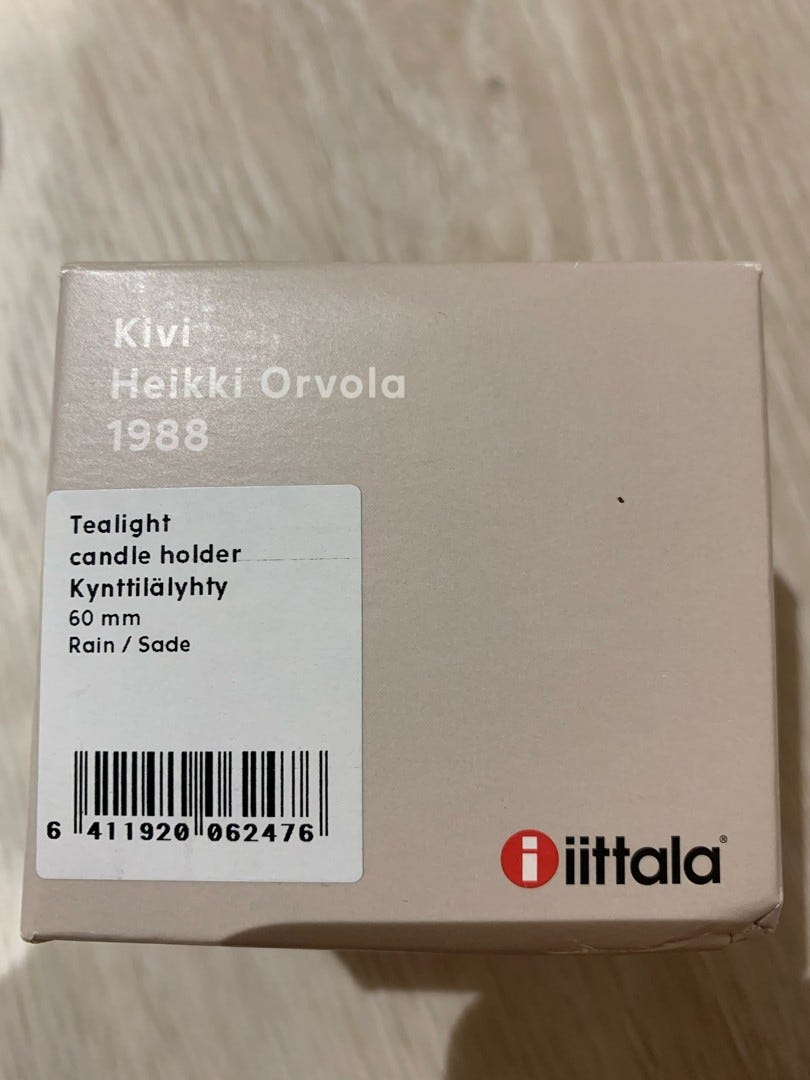 Kivi
Heikki Orvola
1988
Tealight
candle holder
Kynttilälyhty
60 mm
Rain / Sade
6 411920 062476
i iittala®